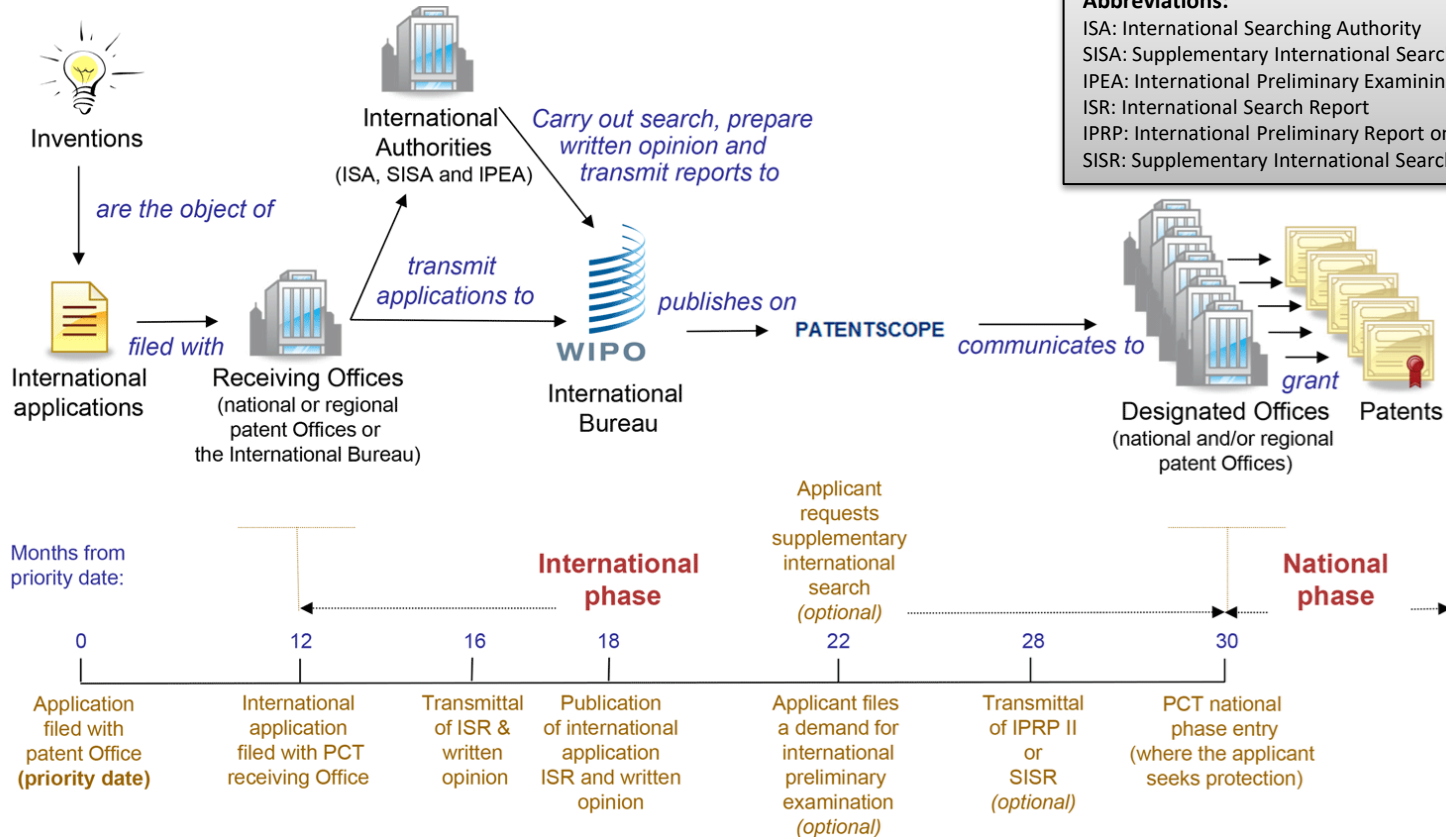 Abbreviations:
ISA: International Searching Authority
SISA: Supplementary International
IPEA: International Preliminary
ISR: International Search Report
IPRP: International Preliminary Report
SISR: Supplementary International
Inventions
are the object of
International
applications
filed with
Receiving Offices
(national or regional
patent Offices or
the International Bureau)
International
Authorities
(ISA, SISA and IPEA)
Carry out search, prepare
written opinion and
transmit reports to
transmit
applications to
WIPO
International
Bureau
publishes on
PATENTSCOPE
communicates to
Designated Offices
(national and/or regional
patent Offices)
grant
Patents
Months from
priority date:
International
phase
Applicant
requests
supplementary
international
search
(optional)
National
phase
0
12
16
18
22
28
30
Application
filed with
patent Office
(priority date)
International
application
filed with PCT
receiving Office
Transmittal
of ISR &
written
opinion
Publication
of international
application
ISR and written
opinion
Applicant files
a demand for
international
preliminary
examination
(optional)
Transmittal
of IPRP II
or
SISR
(optional)
PCT national
phase entry
(where the applicant
seeks protection)